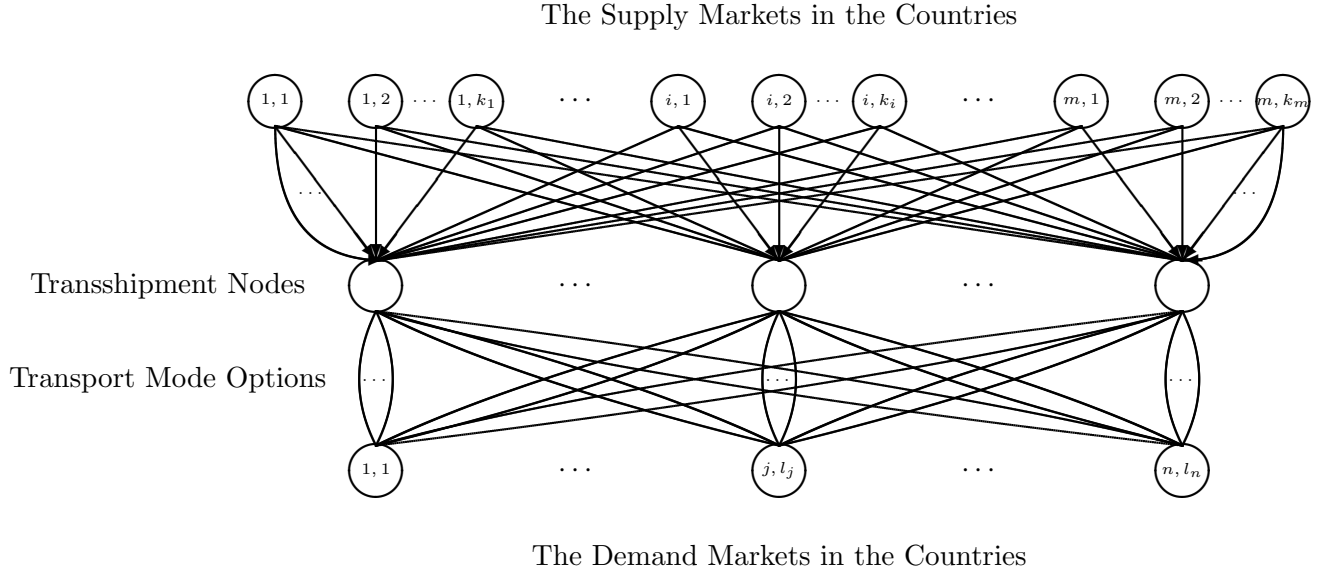 The Supply Markets in the Countries
1, 1 1, 2 ··· 1, k₁ ··· i, 1 i, 2 ··· i, kᵢ ··· m, 1 m, 2 ··· m, kₘ
··· ···
Transshipment Nodes ··· ···
Transport Mode Options ··· ··· ···
1, 1 ··· j, lⱼ ··· n, lₙ
The Demand Markets in the Countries